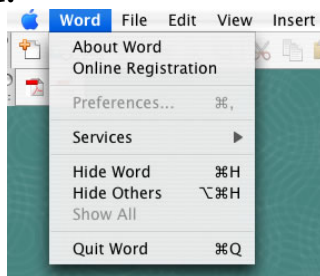 Word File Edit View Insert
About Word
Online Registration
Preferences... ⌘,
Services ▶
Hide Word ⌘H
Hide Others ⌥⌘H
Show All
Quit Word ⌘Q